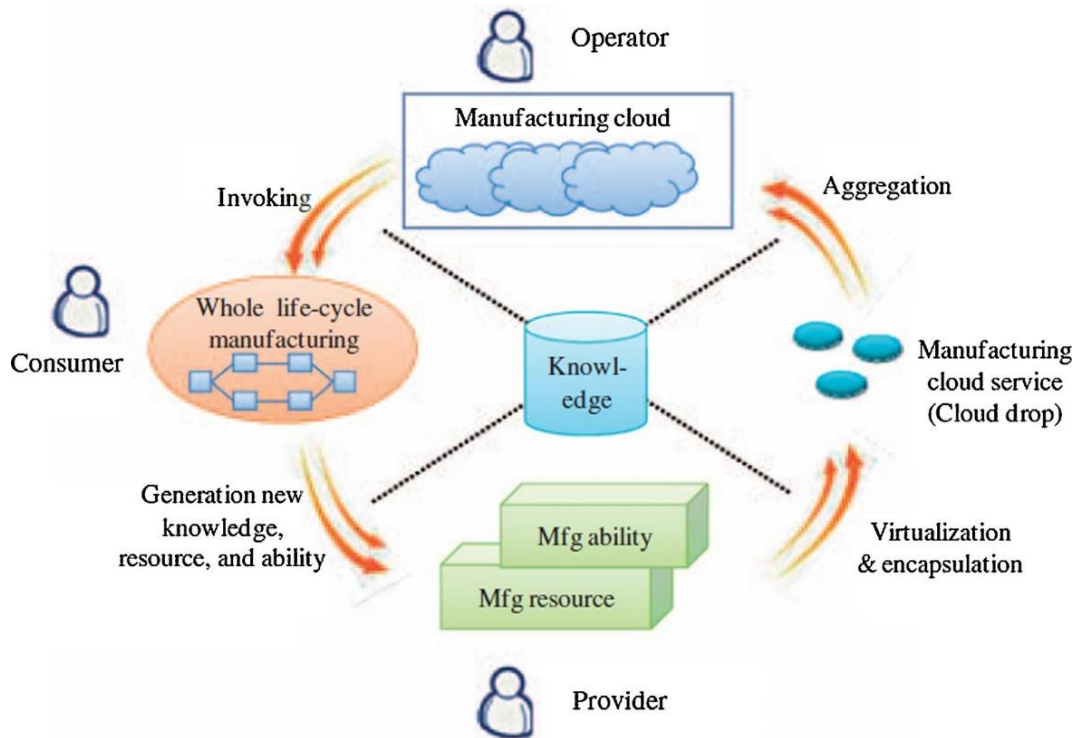 Operator
Manufacturing cloud
Invoking
Aggregation
Consumer
Whole life-cycle
manufacturing
Knowl-
edge
Manufacturing
cloud service
(Cloud drop)
Generation new
knowledge,
resource, and ability
Mfg ability
Mfg resource
Virtualization
& encapsulation
Provider